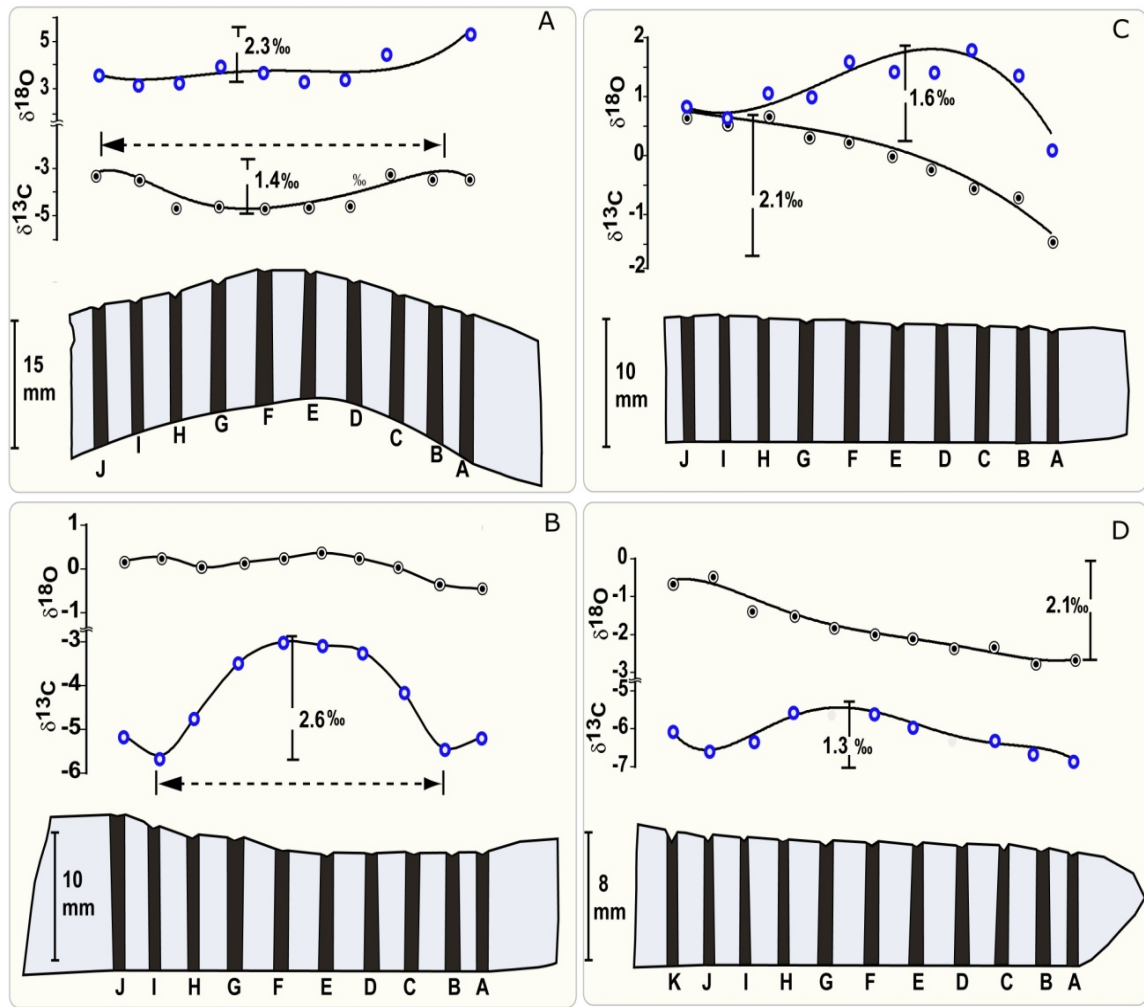 A
5
3
δ18O
2.3‰
-3
-5
δ13C
1.4‰
‰
15
mm
J I H G F E D C B A
C
2
1
0
-1
-2
δ18O
δ13C
1.6‰
2.1‰
10
mm
J I H G F E D C B A
B
1
0
-1
δ18O
-3
-4
-5
-6
δ13C
2.6‰
10
mm
J I H G F E D C B A
D
0
-1
-2
-3
δ18O
2.1‰
-5
-6
-7
δ13C
1.3 ‰
8
mm
K J I H G F E D C B A